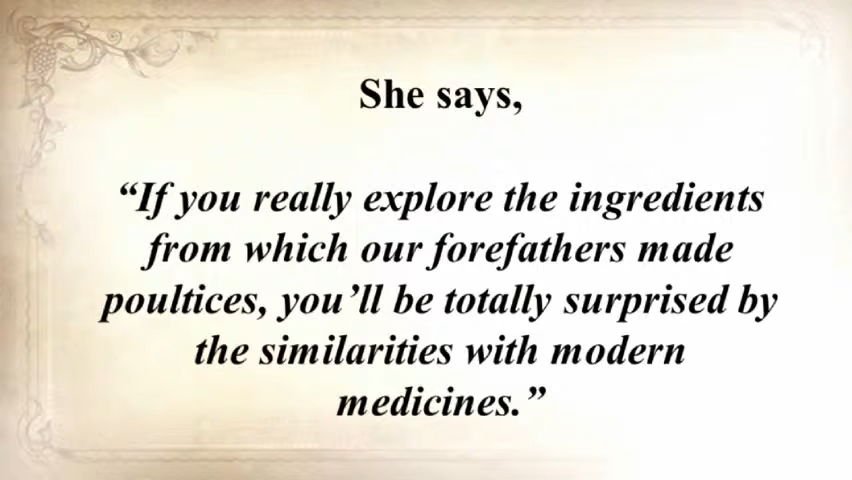 She says,
“If you really explore the ingredients
from which our forefathers made
poultices, you’ll be totally surprised by
the similarities with modern
medicines.”